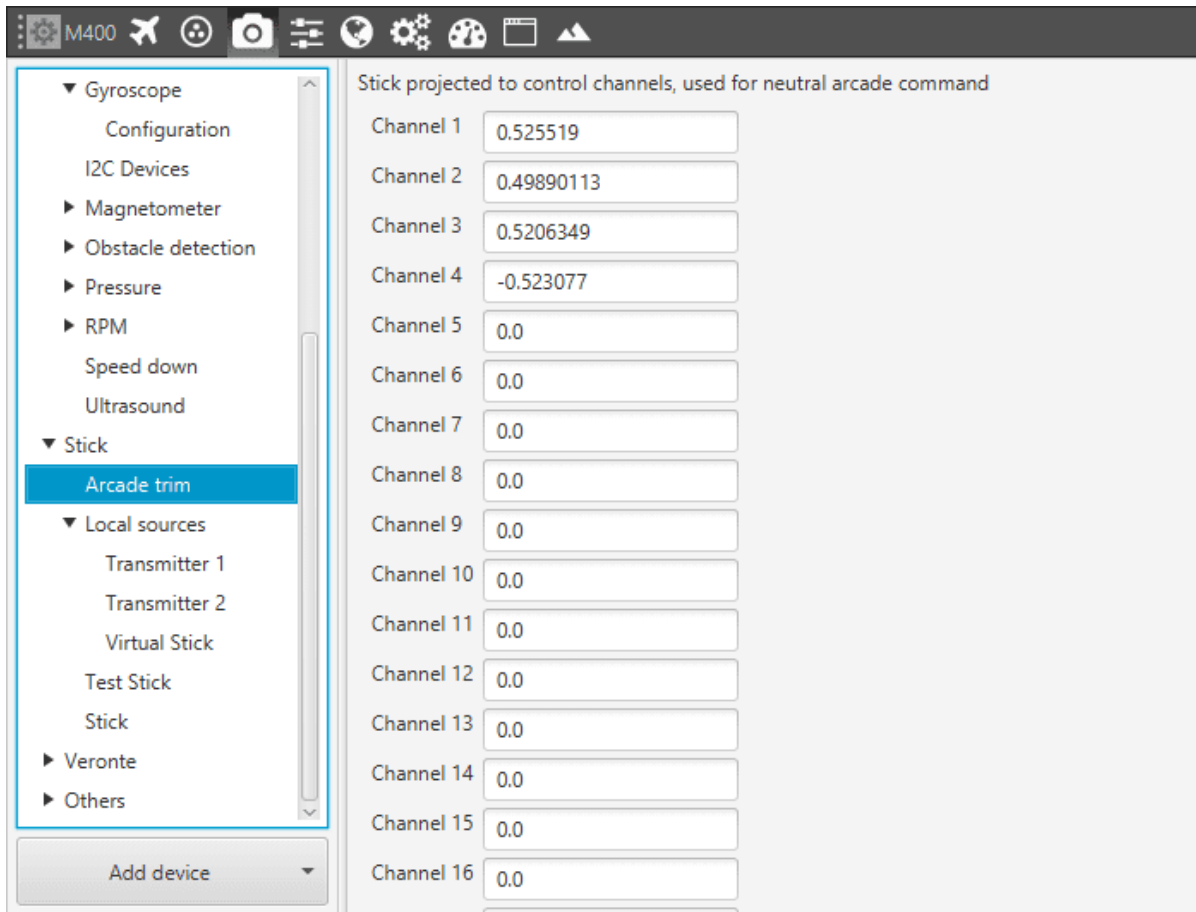 M400
Gyroscope
Configuration
I2C Devices
Magnetometer
Obstacle detection
Pressure
RPM
Speed down
Ultrasound
Stick
Arcade trim
Local sources
Transmitter 1
Transmitter 2
Virtual Stick
Test Stick
Stick
Veronte
Others
Add device
Stick projected to control channels, used for neutral arcade command
Channel 1 0.525519
Channel 2 0.49890113
Channel 3 0.5206349
Channel 4 -0.523077
Channel 5 0.0
Channel 6 0.0
Channel 7 0.0
Channel 8 0.0
Channel 9 0.0
Channel 10 0.0
Channel 11 0.0
Channel 12 0.0
Channel 13 0.0
Channel 14 0.0
Channel 15 0.0
Channel 16 0.0